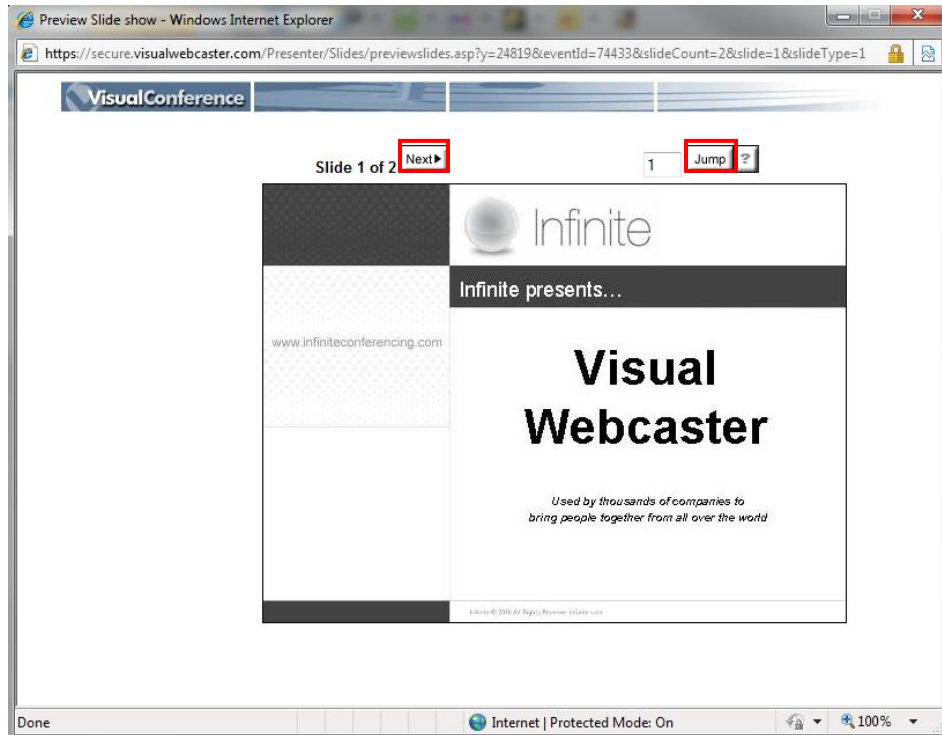 Preview Slide show - Windows Internet Explorer
https://secure.visualwebcaster.com/Presenter/Slides/previewslides.asp?y=24819&eventId=74433&slideCount=2&slide=1&slideType=1
VisualConference
Slide 1 of 2 Next 1 Jump ?
Infinite
Infinite presents...
www.infiniteconferencing.com
Visual
Webcaster
Used by thousands of companies to
bring people together from all over the world
Done Internet | Protected Mode: On 100%